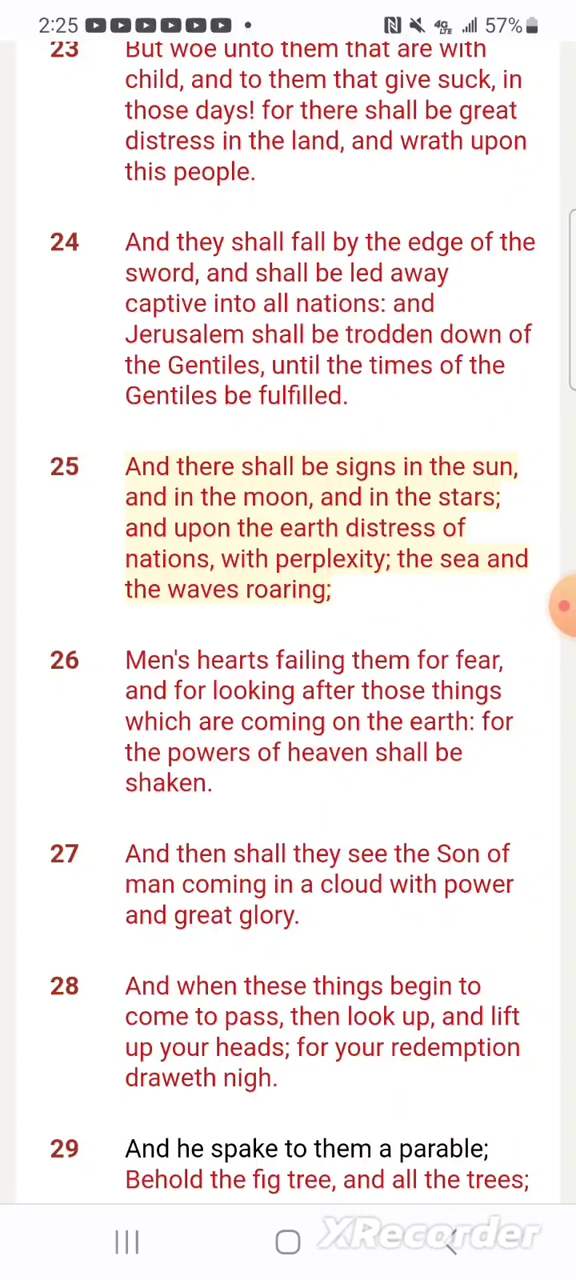 2:25 57%
23 But woe unto them that are with
child, and to them that give suck, in
those days! for there shall be great
distress in the land, and wrath upon
this people.
24 And they shall fall by the edge of the
sword, and shall be led away
captive into all nations: and
Jerusalem shall be trodden down of
the Gentiles, until the times of the
Gentiles be fulfilled.
25 And there shall be signs in the sun,
and in the moon, and in the stars;
and upon the earth distress of
nations, with perplexity; the sea and
the waves roaring;
26 Men's hearts failing them for fear,
and for looking after those things
which are coming on the earth: for
the powers of heaven shall be
shaken.
27 And then shall they see the Son of
man coming in a cloud with power
and great glory.
28 And when these things begin to
come to pass, then look up, and lift
up your heads; for your redemption
draweth nigh.
29 And he spake to them a parable;
Behold the fig tree, and all the trees;
XRecorder